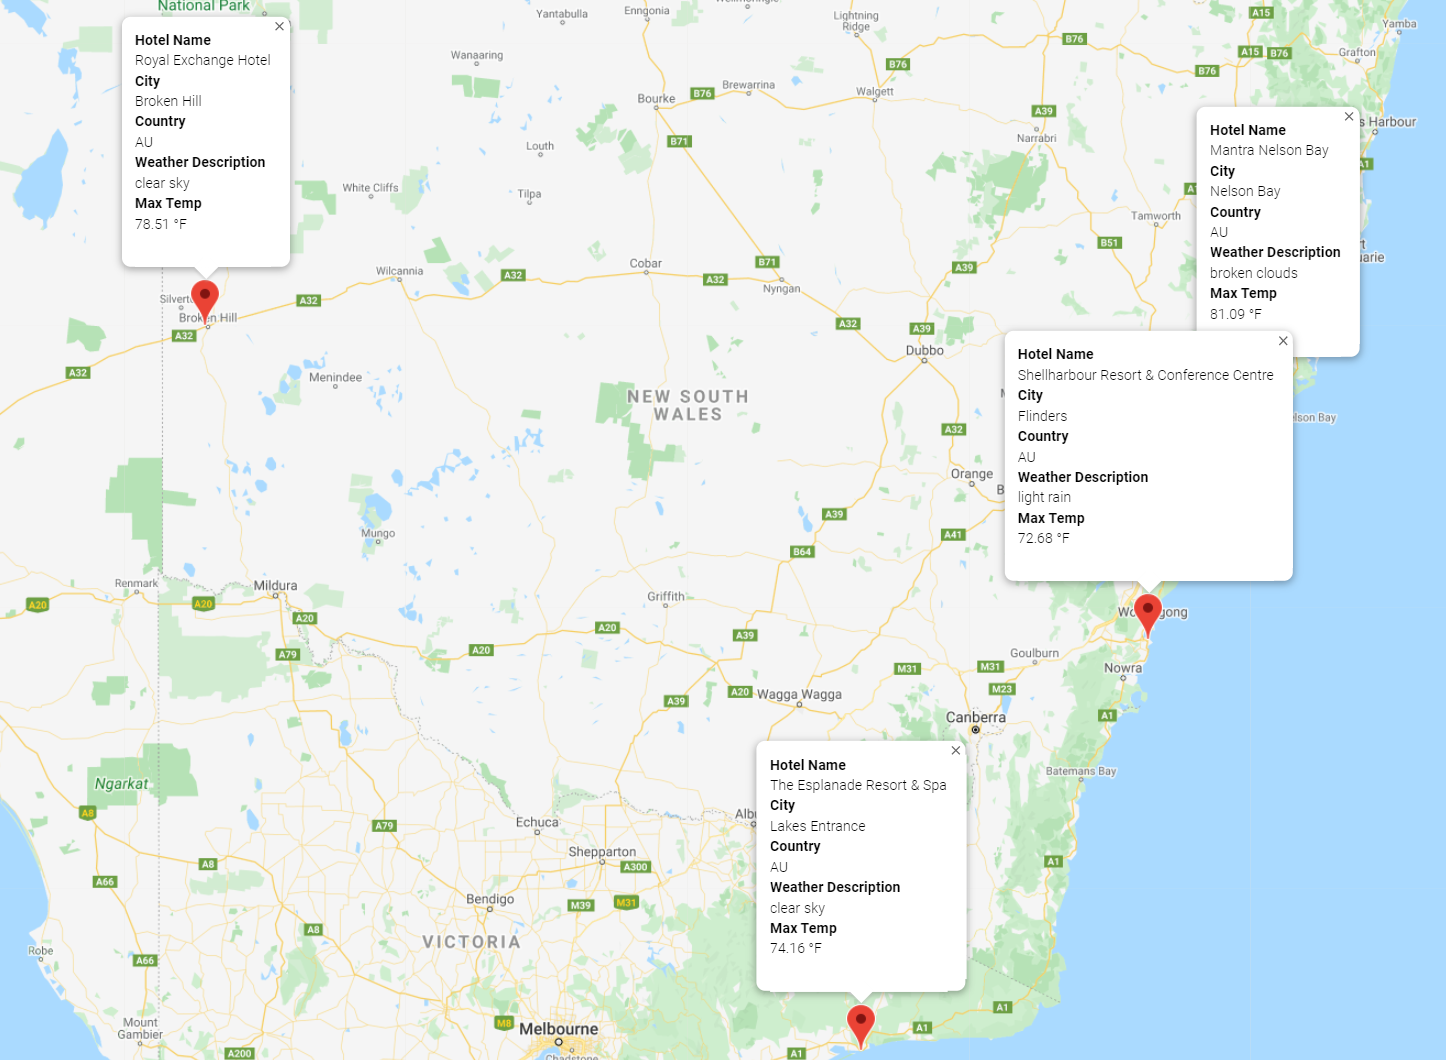 National Park
Hotel Name
Royal Exchange Hotel
City
Broken Hill
Country
AU
Weather Description
clear sky
Max Temp
78.51 °F
Hotel Name
Mantra Nelson Bay
City
Nelson Bay
Country
AU
Weather Description
broken clouds
Max Temp
81.09 °F
Hotel Name
Shellharbour Resort & Conference Centre
City
Flinders
Country
AU
Weather Description
light rain
Max Temp
72.68 °F
Hotel Name
The Esplanade Resort & Spa
City
Lakes Entrance
Country
AU
Weather Description
clear sky
Max Temp
74.16 °F
Yantabulla
Enngonia
Lightning
Ridge
A15
Yamba
B76
A15
B76
Grafton
Wanaaring
B76
B76
Bourke
B76
Brewarrina
Walgett
A39
Harbour
Narrabri
B71
Louth
A1
White Cliffs
Tilpa
Tamworth
B51
Wilcannia
Cobar
B71
A32
A32
A39
Nyngan
A32
Broken Hill
A32
A32
A39
Dubbo
A32
Menindee
NEW SOUTH
WALES
A32
Orange
A39
A41
Mungo
B64
Renmark
Mildura
Griffith
A20
A20
A20
A20
A39
A79
A20
M31
M31
Goulburn
Nowra
M23
A39
A20
Wagga Wagga
Canberra
A1
Batemans Bay
Ngarkat
A8
A79
Echuca
Shepparton
A8
A300
A1
A66
Bendigo
M39
M31
A8
VICTORIA
Robe
A66
Mount
Gambier
M8
Melbourne
A1
A1
A200
A1
Chadstone